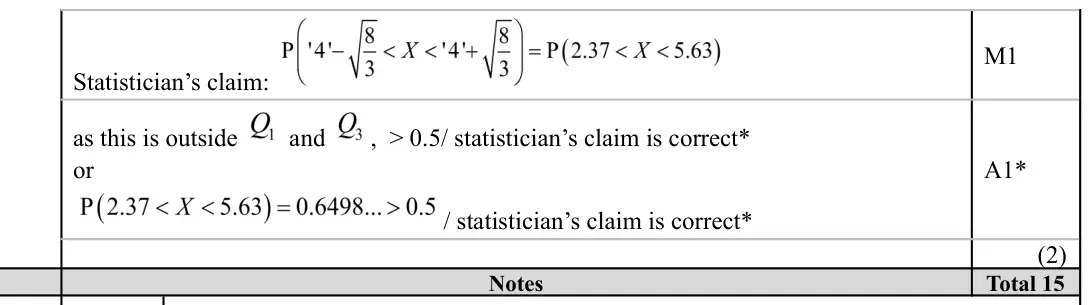 Statistician’s claim: P('4'−√(8/3) < X < '4'+√(8/3)) = P(2.37 < X < 5.63)
M1
as this is outside Q₁ and Q₃ , > 0.5/ statistician’s claim is correct*
or
P(2.37 < X < 5.63) = 0.6498... > 0.5 / statistician’s claim is correct*
A1*
(2)
Notes Total 15